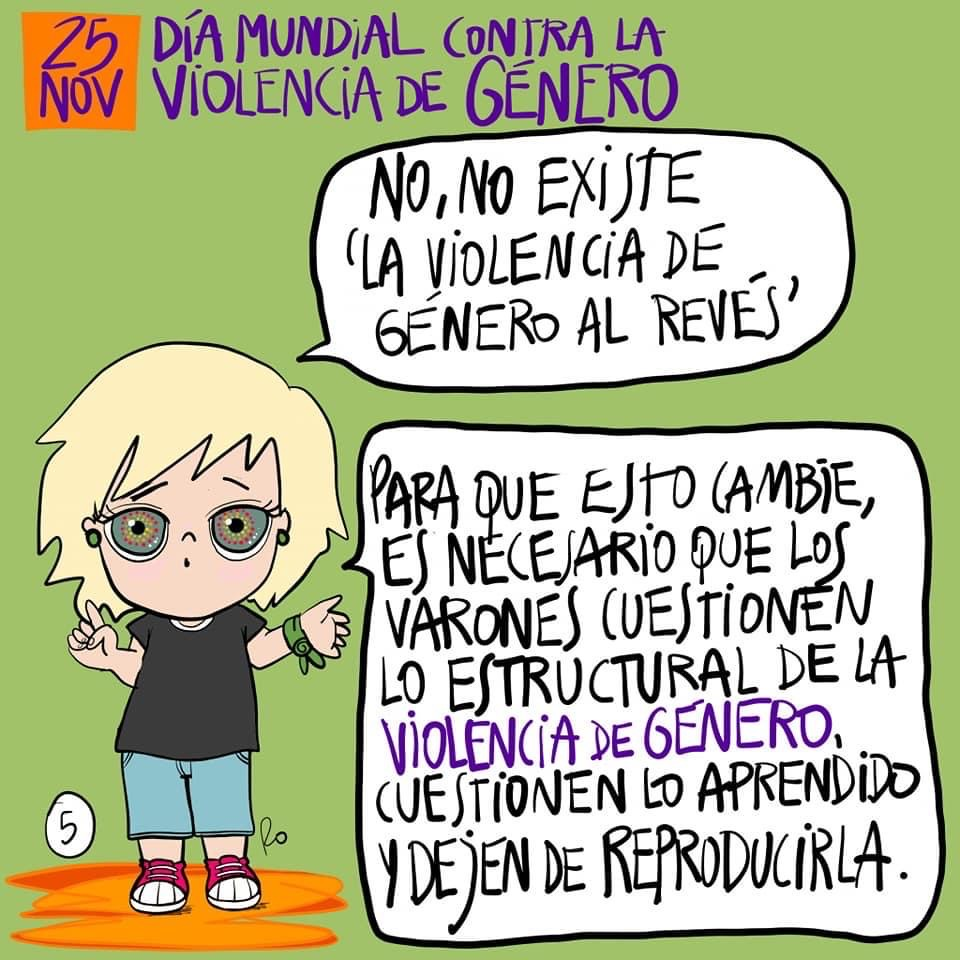 25
NOV
DÍA MUNDIAL CONTRA LA
VIOLENCIA DE GÉNERO
NO, NO EXISTE
'LA VIOLENCIA DE
GÉNERO AL REVÉS'
PARA QUE ESTO CAMBIE,
ES NECESARIO QUE LOS
VARONES CUESTIONEN
LO ESTRUCTURAL DE LA
VIOLENCIA DE GÉNERO,
CUESTIONEN LO APRENDIDO
Y DEJEN DE REPRODUCIRLA.
5
Ro